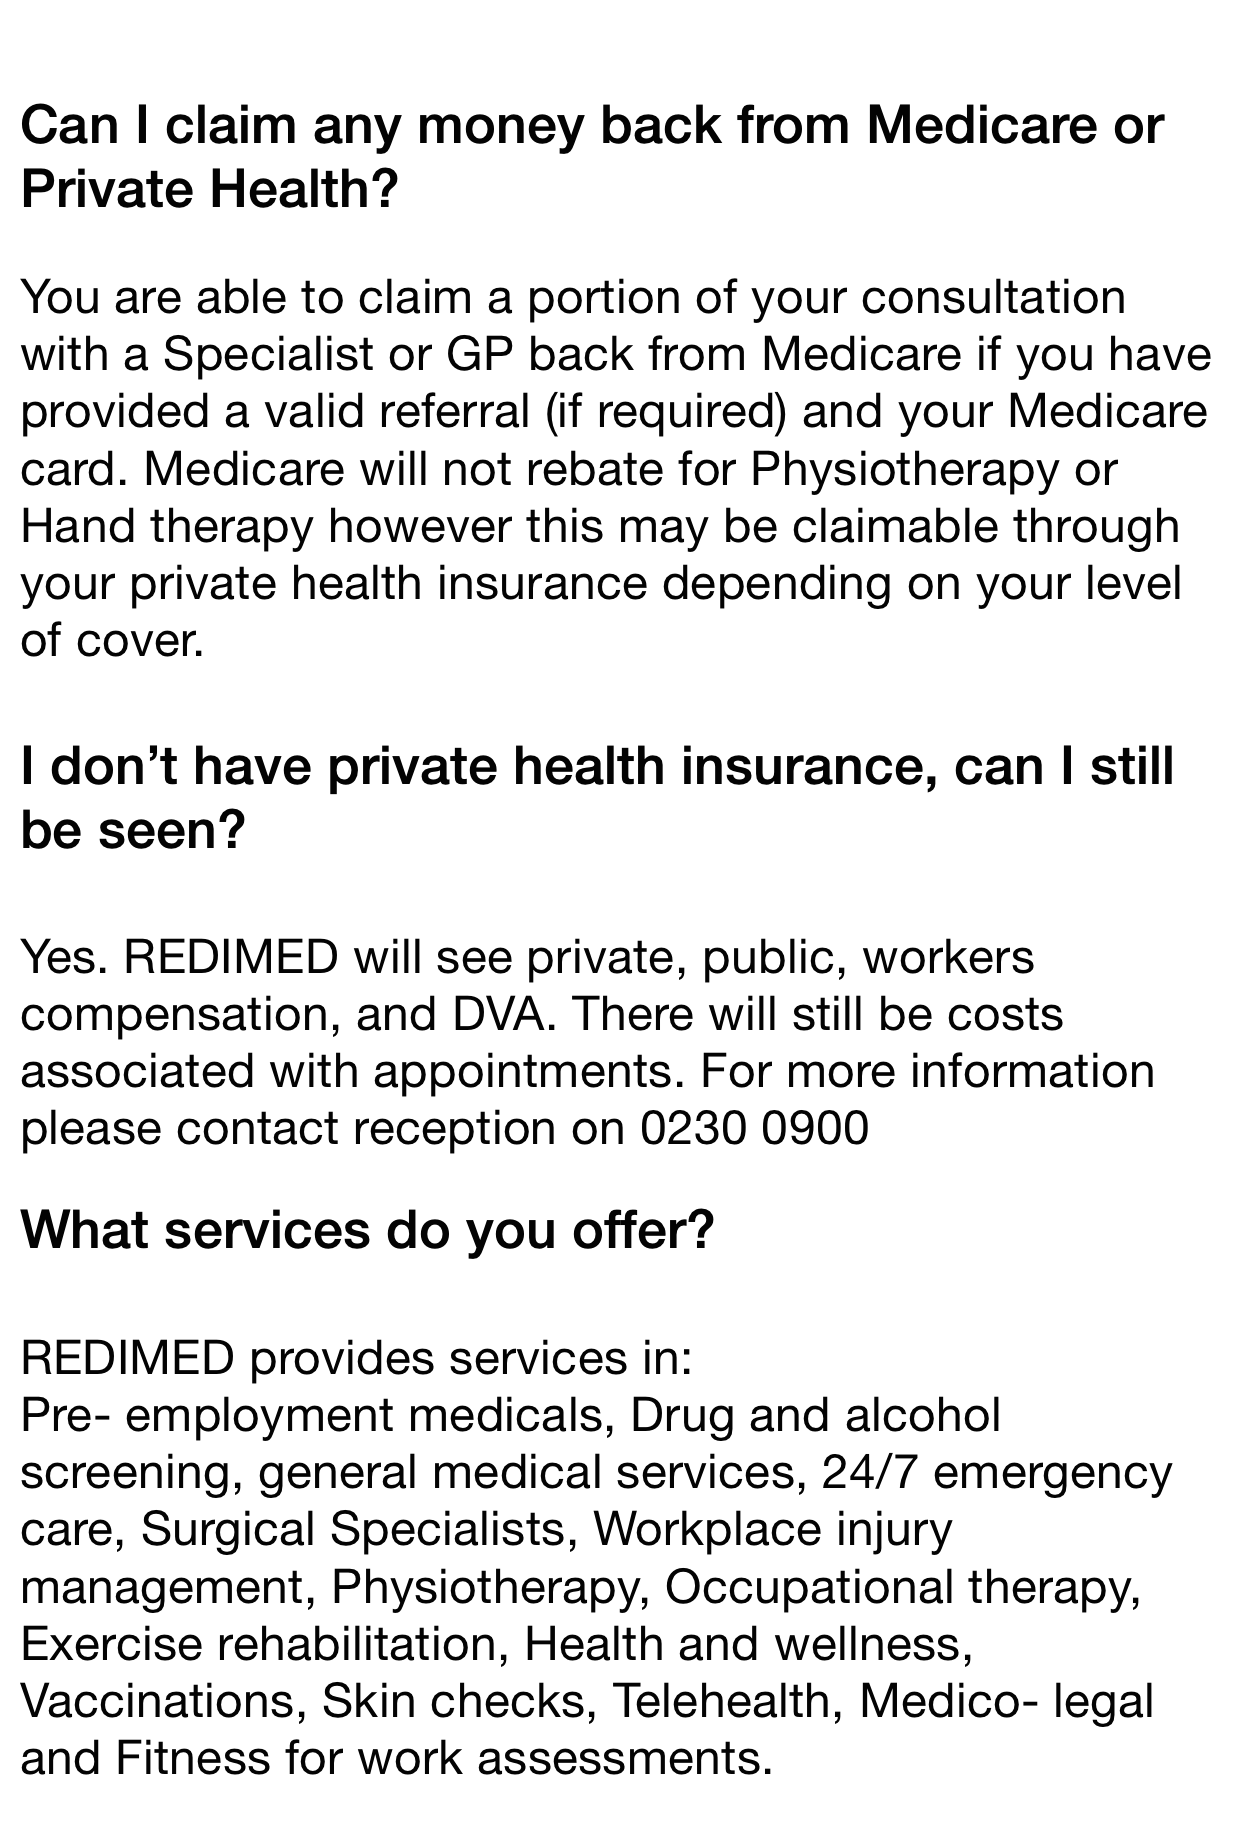 Can I claim any money back from Medicare or
Private Health?
You are able to claim a portion of your consultation
with a Specialist or GP back from Medicare if you have
provided a valid referral (if required) and your Medicare
card. Medicare will not rebate for Physiotherapy or
Hand therapy however this may be claimable through
your private health insurance depending on your level
of cover.
I don’t have private health insurance, can I still
be seen?
Yes. REDIMED will see private, public, workers
compensation, and DVA. There will still be costs
associated with appointments. For more information
please contact reception on 0230 0900
What services do you offer?
REDIMED provides services in:
Pre- employment medicals, Drug and alcohol
screening, general medical services, 24/7 emergency
care, Surgical Specialists, Workplace injury
management, Physiotherapy, Occupational therapy,
Exercise rehabilitation, Health and wellness,
Vaccinations, Skin checks, Telehealth, Medico- legal
and Fitness for work assessments.